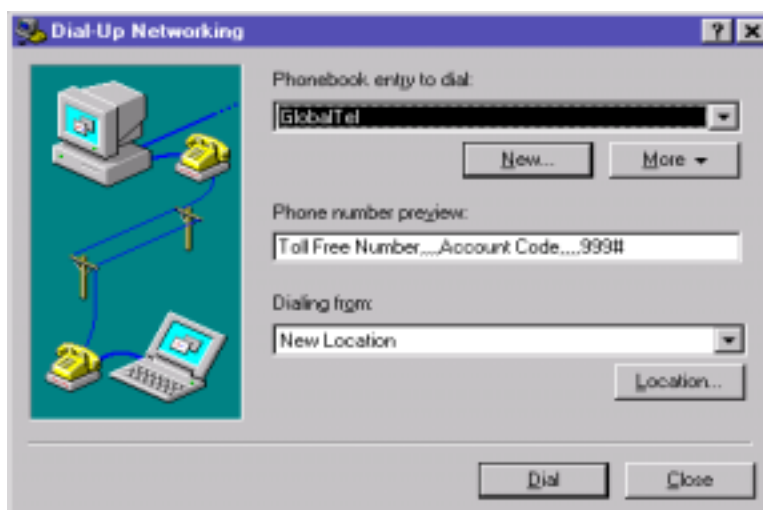 Dial-Up Networking
Phonebook entry to dial:
GlobalTel
New...
More
Phone number preview:
Toll Free Number,,,,Account Code,,,,999#
Dialing from:
New Location
Location...
Dial
Close